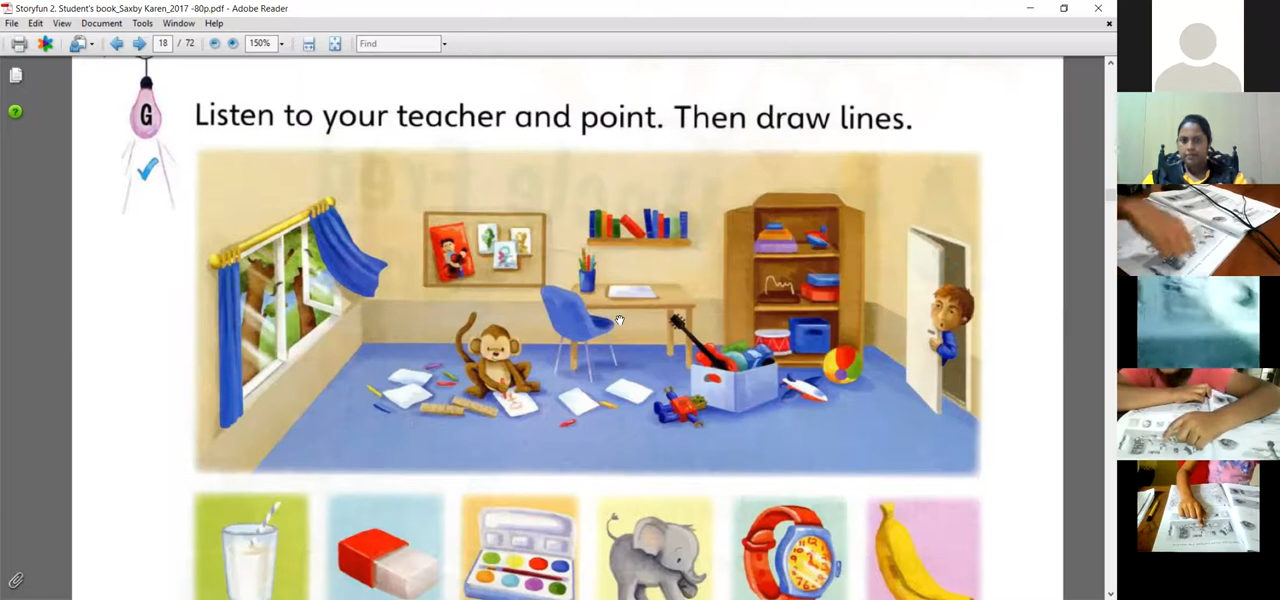 Storyfun 2. Student's book_Saxby Karen_2017 -80p.pdf - Adobe Reader
File Edit View Document Tools Window Help
18 / 72 150% Find
G Listen to your teacher and point. Then draw lines.